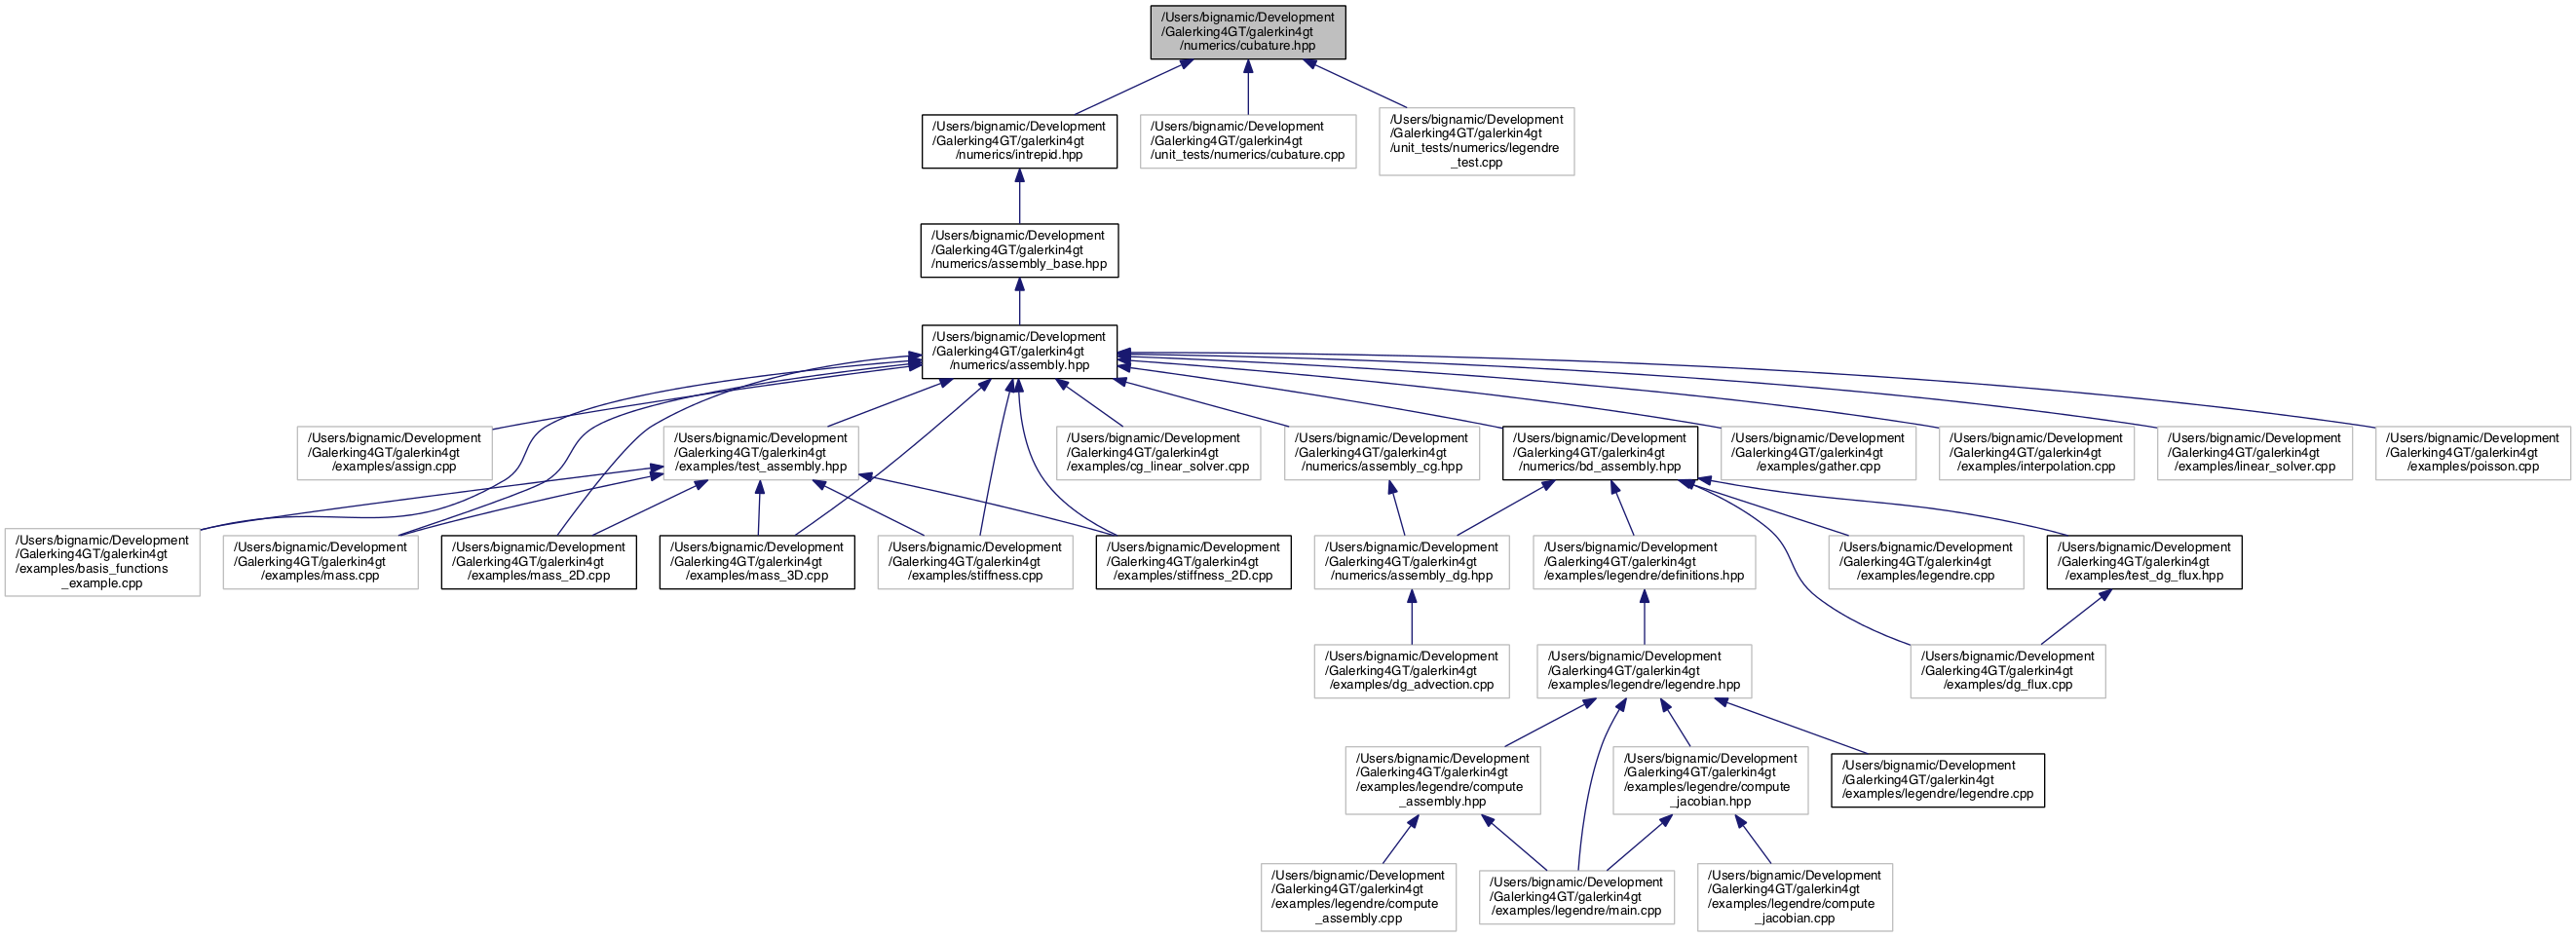 /Users/bignamic/Development
/Galerking4GT/galerkin4gt
/numerics/cubature.hpp
/Users/bignamic/Development
/Galerking4GT/galerkin4gt
/numerics/intrepid.hpp
/Users/bignamic/Development
/Galerking4GT/galerkin4gt
/unit_tests/numerics/cubature.cpp
/Users/bignamic/Development
/Galerking4GT/galerkin4gt
/unit_tests/numerics/legendre
_test.cpp
/Users/bignamic/Development
/Galerking4GT/galerkin4gt
/numerics/assembly_base.hpp
/Users/bignamic/Development
/Galerking4GT/galerkin4gt
/numerics/assembly.hpp
/Users/bignamic/Development
/Galerking4GT/galerkin4gt
/examples/assign.cpp
/Users/bignamic/Development
/Galerking4GT/galerkin4gt
/examples/test_assembly.hpp
/Users/bignamic/Development
/Galerking4GT/galerkin4gt
/examples/cg_linear_solver.cpp
/Users/bignamic/Development
/Galerking4GT/galerkin4gt
/numerics/assembly_cg.hpp
/Users/bignamic/Development
/Galerking4GT/galerkin4gt
/numerics/bd_assembly.hpp
/Users/bignamic/Development
/Galerking4GT/galerkin4gt
/examples/gather.cpp
/Users/bignamic/Development
/Galerking4GT/galerkin4gt
/examples/interpolation.cpp
/Users/bignamic/Development
/Galerking4GT/galerkin4gt
/examples/linear_solver.cpp
/Users/bignamic/Development
/Galerking4GT/galerkin4gt
/examples/poisson.cpp
/Users/bignamic/Development
/Galerking4GT/galerkin4gt
/examples/basis_functions
_example.cpp
/Users/bignamic/Development
/Galerking4GT/galerkin4gt
/examples/mass.cpp
/Users/bignamic/Development
/Galerking4GT/galerkin4gt
/examples/mass_2D.cpp
/Users/bignamic/Development
/Galerking4GT/galerkin4gt
/examples/mass_3D.cpp
/Users/bignamic/Development
/Galerking4GT/galerkin4gt
/examples/stiffness.cpp
/Users/bignamic/Development
/Galerking4GT/galerkin4gt
/examples/stiffness_2D.cpp
/Users/bignamic/Development
/Galerking4GT/galerkin4gt
/numerics/assembly_dg.hpp
/Users/bignamic/Development
/Galerking4GT/galerkin4gt
/examples/legendre/definitions.hpp
/Users/bignamic/Development
/Galerking4GT/galerkin4gt
/examples/legendre.cpp
/Users/bignamic/Development
/Galerking4GT/galerkin4gt
/examples/test_dg_flux.hpp
/Users/bignamic/Development
/Galerking4GT/galerkin4gt
/examples/dg_advection.cpp
/Users/bignamic/Development
/Galerking4GT/galerkin4gt
/examples/legendre/legendre.hpp
/Users/bignamic/Development
/Galerking4GT/galerkin4gt
/examples/dg_flux.cpp
/Users/bignamic/Development
/Galerking4GT/galerkin4gt
/examples/legendre/compute
_assembly.hpp
/Users/bignamic/Development
/Galerking4GT/galerkin4gt
/examples/legendre/compute
_jacobian.hpp
/Users/bignamic/Development
/Galerking4GT/galerkin4gt
/examples/legendre/legendre.cpp
/Users/bignamic/Development
/Galerking4GT/galerkin4gt
/examples/legendre/compute
_assembly.cpp
/Users/bignamic/Development
/Galerking4GT/galerkin4gt
/examples/legendre/main.cpp
/Users/bignamic/Development
/Galerking4GT/galerkin4gt
/examples/legendre/compute
_jacobian.cpp